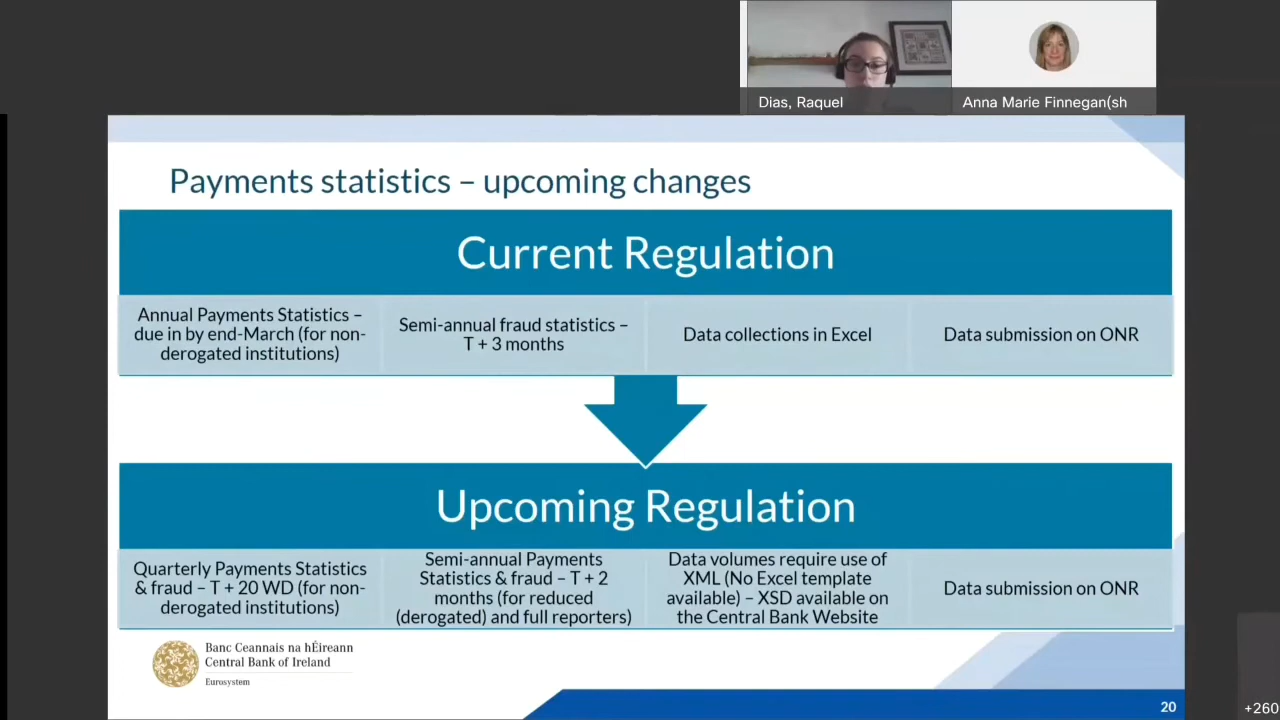 Dias, Raquel
Anna Marie Finnegan(sh
Payments statistics – upcoming changes
Current Regulation
Annual Payments Statistics –
due in by end-March (for non-
derogated institutions)
Semi-annual fraud statistics –
T + 3 months
Data collections in Excel
Data submission on ONR
Upcoming Regulation
Quarterly Payments Statistics
& fraud – T + 20 WD (for non-
derogated institutions)
Semi-annual Payments
Statistics & fraud – T + 2
months (for reduced
(derogated) and full reporters)
Data volumes require use of
XML (No Excel template
available) – XSD available on
the Central Bank Website
Data submission on ONR
Banc Ceannais na hÉireann
Central Bank of Ireland
Eurosystem
20
+260